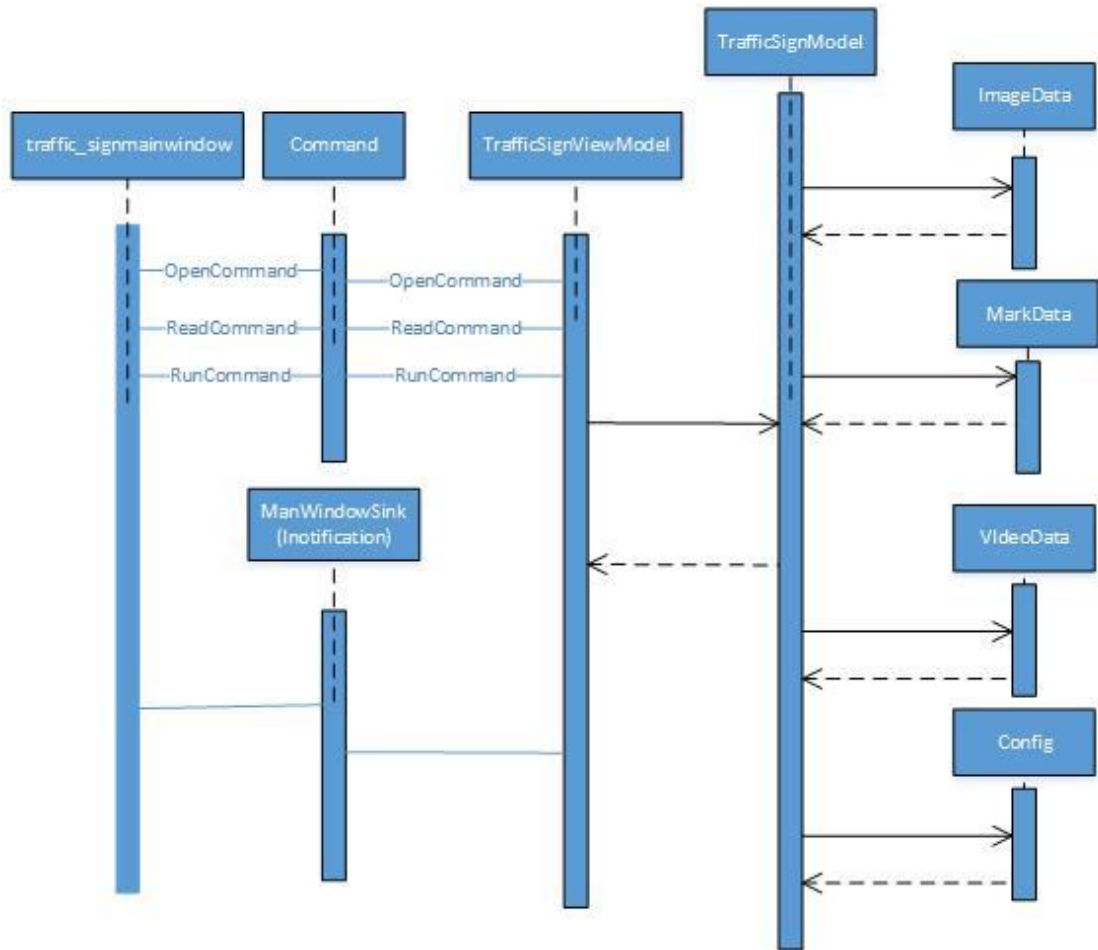 TrafficSignModel
ImageData
traffic_signmainwindow
Command
TrafficSignViewModel
OpenCommand
OpenCommand
MarkData
ReadCommand
ReadCommand
RunCommand
RunCommand
ManWindowSink
(Inotification)
VIdeoData
Config